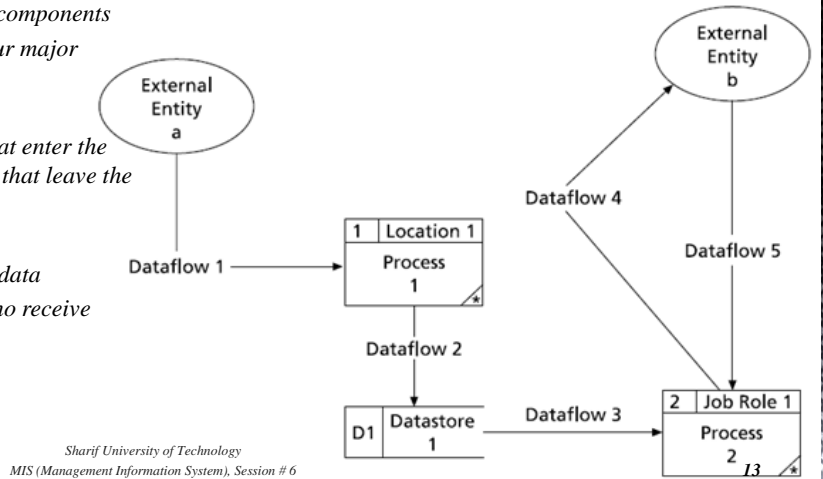 components
ur major
at enter the
that leave the
data
no receive
External
Entity
a
External
Entity
b
Dataflow 4
Dataflow 1
1 Location 1
Process
1
*
Dataflow 5
Dataflow 2
D1 Datastore
1
Dataflow 3
2 Job Role 1
Process
2
*
Sharif University of Technology
MIS (Management Information System), Session # 6
13